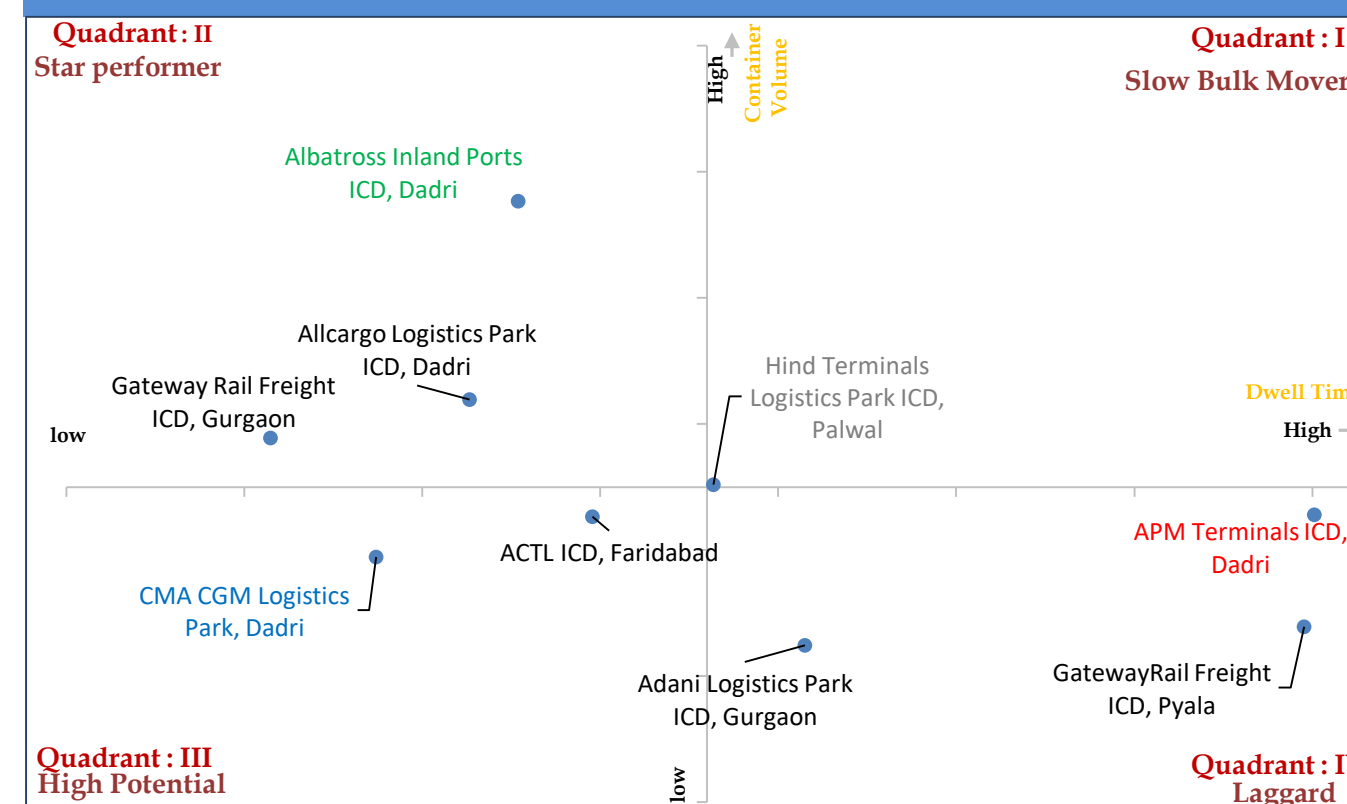 Quadrant : II
Star performer
Quadrant : I
Slow Bulk Mover
High
Container
Volume
Albatross Inland Ports
ICD, Dadri
Allcargo Logistics Park
ICD, Dadri
Gateway Rail Freight
ICD, Gurgaon
Hind Terminals
Logistics Park ICD,
Palwal
Dwell Tim
High
low
ACTL ICD, Faridabad
APM Terminals ICD,
Dadri
CMA CGM Logistics
Park, Dadri
Adani Logistics Park
ICD, Gurgaon
GatewayRail Freight
ICD, Pyala
Quadrant : III
High Potential
low
Quadrant : I
Laggard